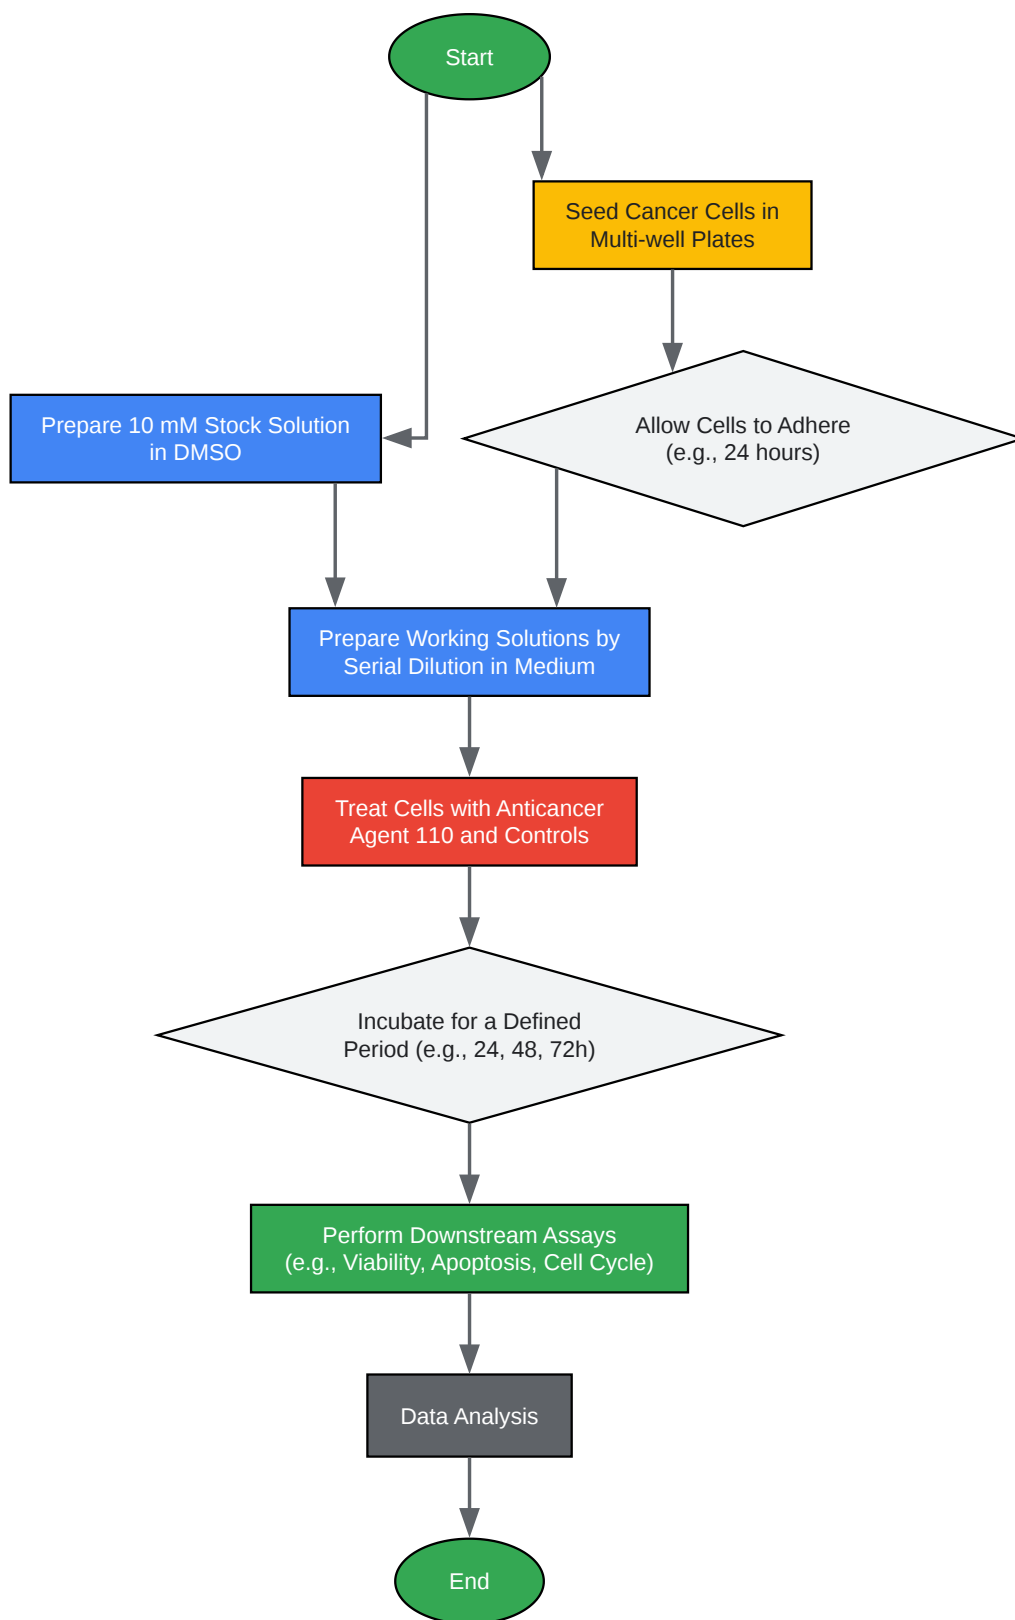 Start
Seed Cancer Cells in
Multi-well Plates
Prepare 10 mM Stock Solution
in DMSO
Allow Cells to Adhere
(e.g., 24 hours)
Prepare Working Solutions by
Serial Dilution in Medium
Treat Cells with Anticancer
Agent 110 and Controls
Incubate for a Defined
Period (e.g., 24, 48, 72h)
Perform Downstream Assays
(e.g., Viability, Apoptosis, Cell Cycle)
Data Analysis
End